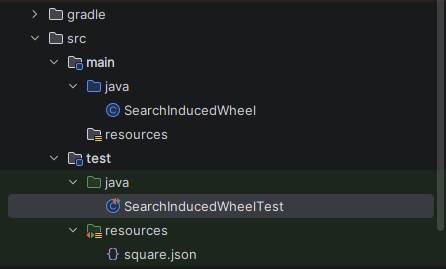 gradle
src
main
java
SearchInducedWheel
resources
test
java
SearchInducedWheelTest
resources
square.json